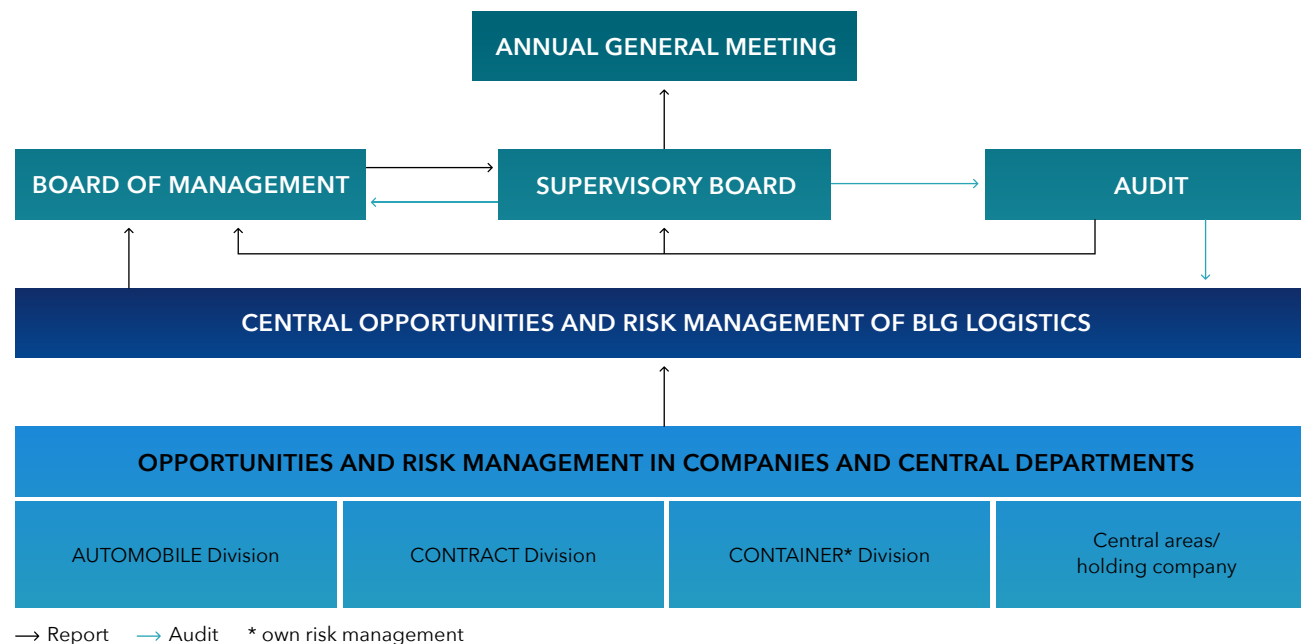 ANNUAL GENERAL MEETING
BOARD OF MANAGEMENT
SUPERVISORY BOARD
AUDIT
CENTRAL OPPORTUNITIES AND RISK MANAGEMENT OF BLG LOGISTICS
OPPORTUNITIES AND RISK MANAGEMENT IN COMPANIES AND CENTRAL DEPARTMENTS
AUTOMOBILE Division
CONTRACT Division
CONTAINER* Division
Central areas/
holding company
→ Report → Audit * own risk management